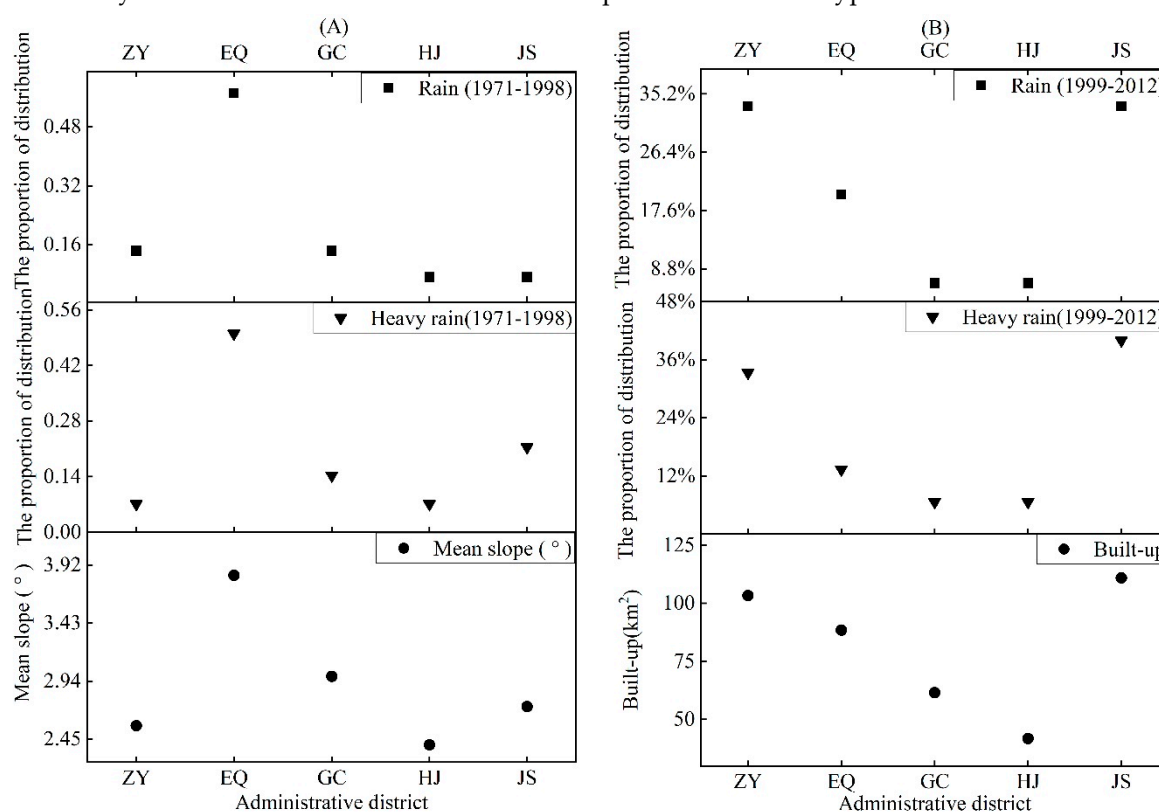 (A)
ZY EQ GC HJ JS
Rain (1971-1998)
The proportion of distribution
0.48
0.32
0.16
Heavy rain(1971-1998)
The proportion of distribution
0.56
0.42
0.28
0.14
0.00
Mean slope ( ° )
Mean slope ( ° )
3.92
3.43
2.94
2.45
ZY EQ GC HJ JS
Administrative district
(B)
ZY EQ GC HJ JS
Rain (1999-2012)
The proportion of distribution
35.2%
26.4%
17.6%
8.8%
Heavy rain(1999-2012)
The proportion of distribution
48%
36%
24%
12%
Built-up
Built-up(km²)
125
100
75
50
ZY EQ GC HJ JS
Administrative district